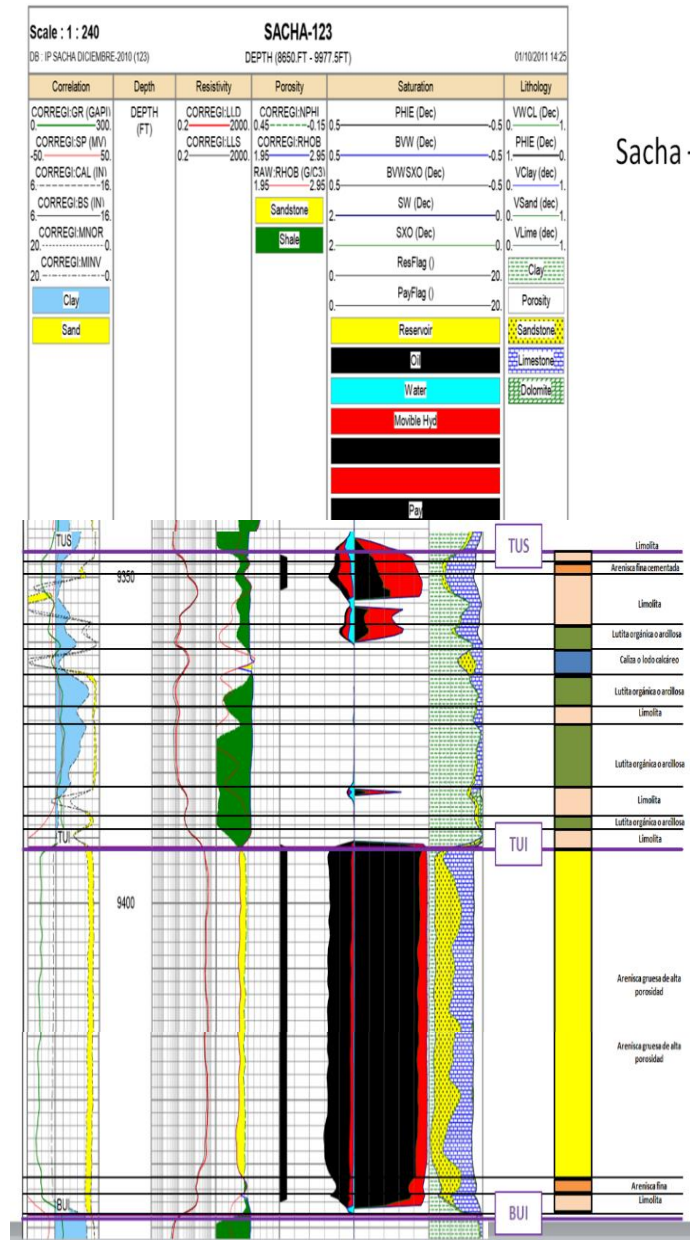 Scale : 1 : 240
SACHA-123
DB : IP SACHA DICIEMBRE-2010 (123)
DEPTH (8650.FT - 9977.5FT)
01/10/2011 14:25
Correlation
Depth
Resistivity
Porosity
Saturation
Lithology
CORREGI:GR (GAPI)
0. 300.
CORREGI:SP (MV)
-50. 50.
CORREGI:CAL (IN)
6. 16.
CORREGI:BS (IN)
6. 16.
CORREGI:MNOR
20. 0.
CORREGI:MINV
20. 0.
Clay
Sand
DEPTH
(FT)
CORREGI:LLD
0.2 2000.
CORREGI:LLS
0.2 2000.
CORREGI:NPHI
0.45 -0.15
CORREGI:RHOB
1.95 2.95
RAW:RHOB (G/C3)
1.95 2.95
Sandstone
Shale
PHIE (Dec)
0.5 -0.5
BVW (Dec)
0.5 -0.5
BVWSXO (Dec)
0.5 -0.5
SW (Dec)
2. 0.
SXO (Dec)
2. 0.
ResFlag ()
0. 20.
PayFlag ()
0. 20.
Reservoir
Oil
Water
Movible Hyd
Pay
VWCL (Dec)
0. 1.
PHIE (Dec)
1. 0.
VClay (dec)
0. 1.
VSand (dec)
0. 1.
VLime (dec)
0. 1.
Clay
Porosity
Sandstone
Limestone
Dolomite
Sacha -
TUS
TUS
Limolita
9350
Arenisca fina cementada
Limolita
Lutita orgánica o arcillosa
Caliza o lodo calcáreo
Lutita orgánica o arcillosa
Limolita
Lutita orgánica o arcillosa
Limolita
Lutita orgánica o arcillosa
TUI
TUI
Limolita
9400
Arenisca gruesa de alta
porosidad
Arenisca gruesa de alta
porosidad
Arenisca fina
Limolita
BUI
BUI